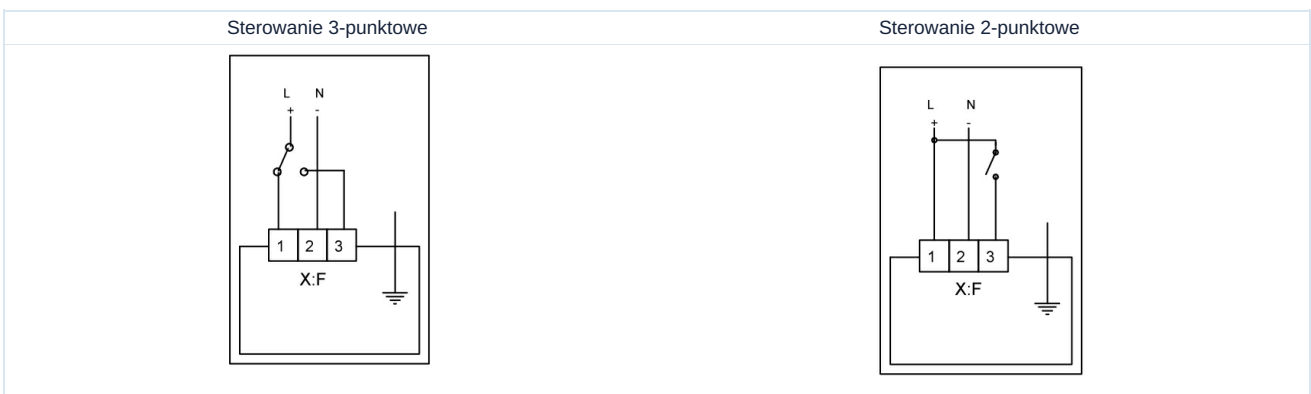 Sterowanie 3-punktowe
L N
+ -
1 2 3
X:F
Sterowanie 2-punktowe
L N
+ -
1 2 3
X:F